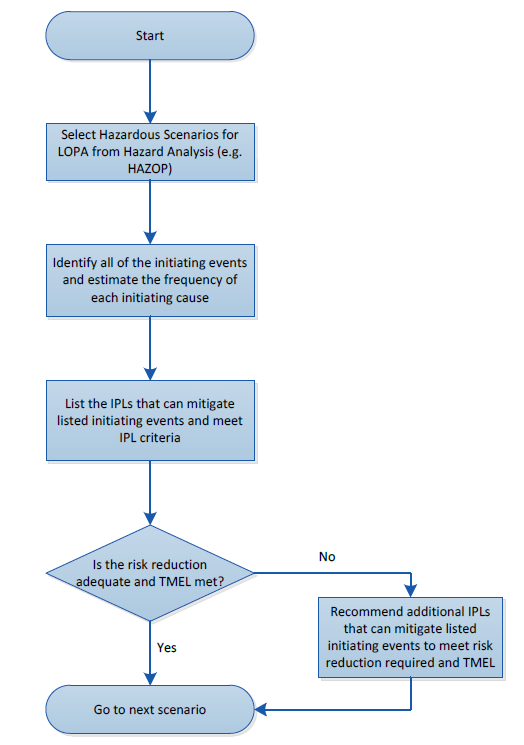 Start
Select Hazardous Scenarios for
LOPA from Hazard Analysis (e.g.
HAZOP)
Identify all of the initiating events
and estimate the frequency of
each initiating cause
List the IPLs that can mitigate
listed initiating events and meet
IPL criteria
Is the risk reduction
adequate and TMEL met?
No
Recommend additional IPLs
that can mitigate listed
initiating events to meet risk
reduction required and TMEL
Yes
Go to next scenario